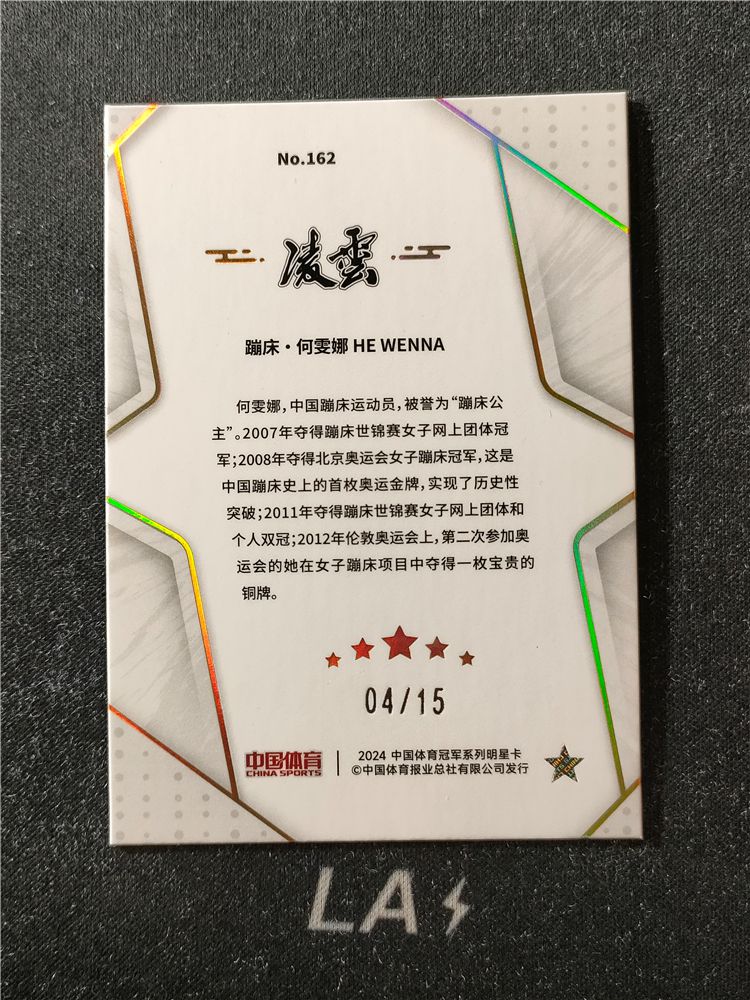 No.162
凌雲
蹦床·何雯娜 HE WENNA
何雯娜,中国蹦床运动员,被誉为“蹦床公
主”。2007年夺得蹦床世锦赛女子网上团体冠
军;2008年夺得北京奥运会女子蹦床冠军,这是
中国蹦床史上的首枚奥运金牌,实现了历史性
突破;2011年夺得蹦床世锦赛女子网上团体和
个人双冠;2012年伦敦奥运会上,第二次参加奥
运会的她在女子蹦床项目中夺得一枚宝贵的
铜牌。
04/15
中国体育
CHINA SPORTS
2024 中国体育冠军系列明星卡
©中国体育报业总社有限公司发行
LA